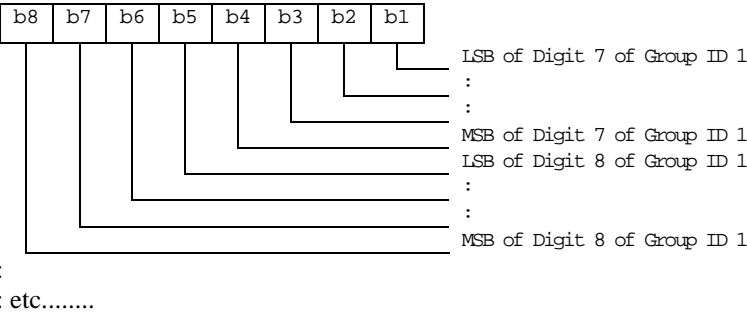 b8 b7 b6 b5 b4 b3 b2 b1
LSB of Digit 7 of Group ID 1
:
:
MSB of Digit 7 of Group ID 1
LSB of Digit 8 of Group ID 1
:
:
MSB of Digit 8 of Group ID 1
:
: etc........